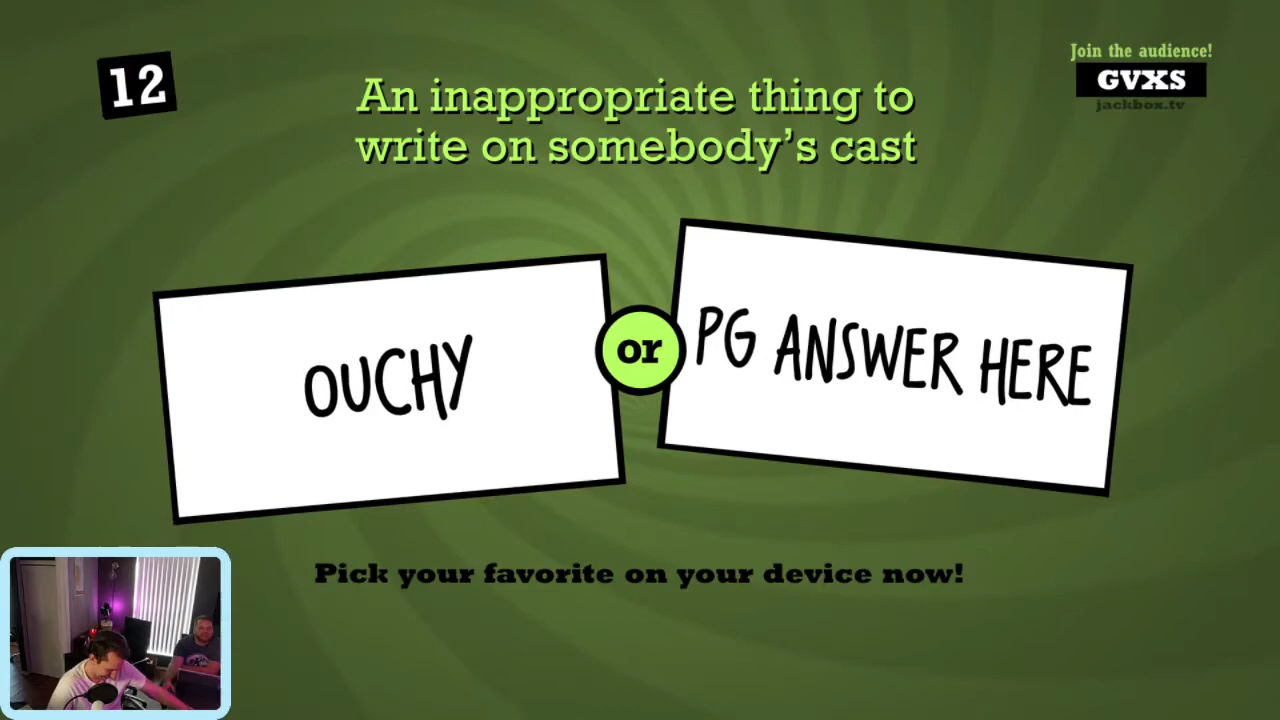 12
Join the audience!
GVXS
jackbox.tv
An inappropriate thing to
write on somebody's cast
OUCHY
or
PG ANSWER HERE
Pick your favorite on your device now!